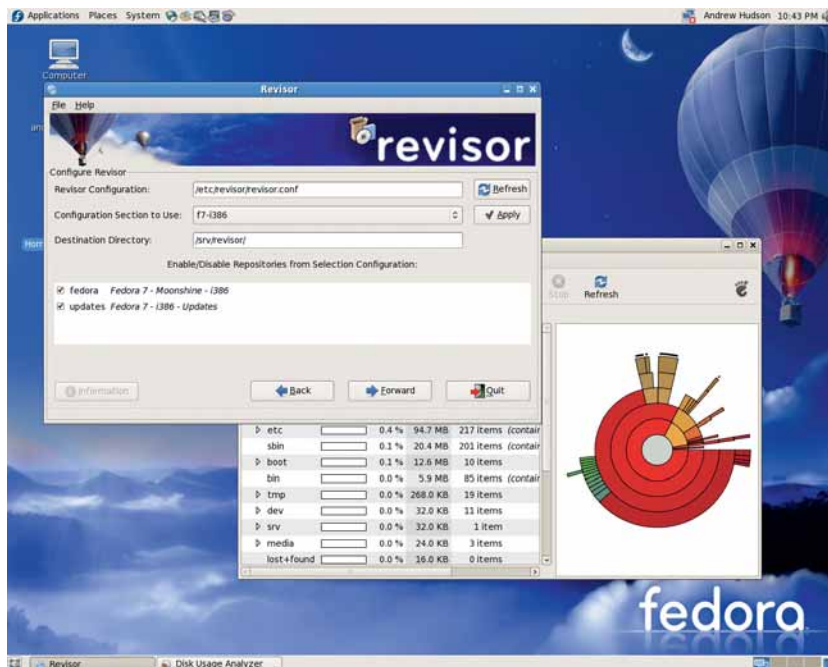 Applications Places System
Andrew Hudson 10:43 PM
Computer
Revisor
File Help
revisor
Configure Revisor
Revisor Configuration: /etc/revisor/revisor.conf Refresh
Configuration Section to Use: f7-i386 Apply
Destination Directory: /srv/revisor/
Enable/Disable Repositories from Selection Configuration:
fedora Fedora 7 - Moonshine - i386
updates Fedora 7 - i386 - Updates
Information Back Forward Quit
Stop Refresh
etc 0.4 % 94.7 MB 217 items (contair
sbin 0.1 % 20.4 MB 201 items (contair
boot 0.1 % 12.6 MB 10 items
bin 0.0 % 5.9 MB 85 items (contair
tmp 0.0 % 268.0 KB 19 items
dev 0.0 % 32.0 KB 11 items
srv 0.0 % 32.0 KB 1 item
media 0.0 % 24.0 KB 3 items
lost+found 0.0 % 16.0 KB 0 items
fedora
Revisor Disk Usage Analyzer